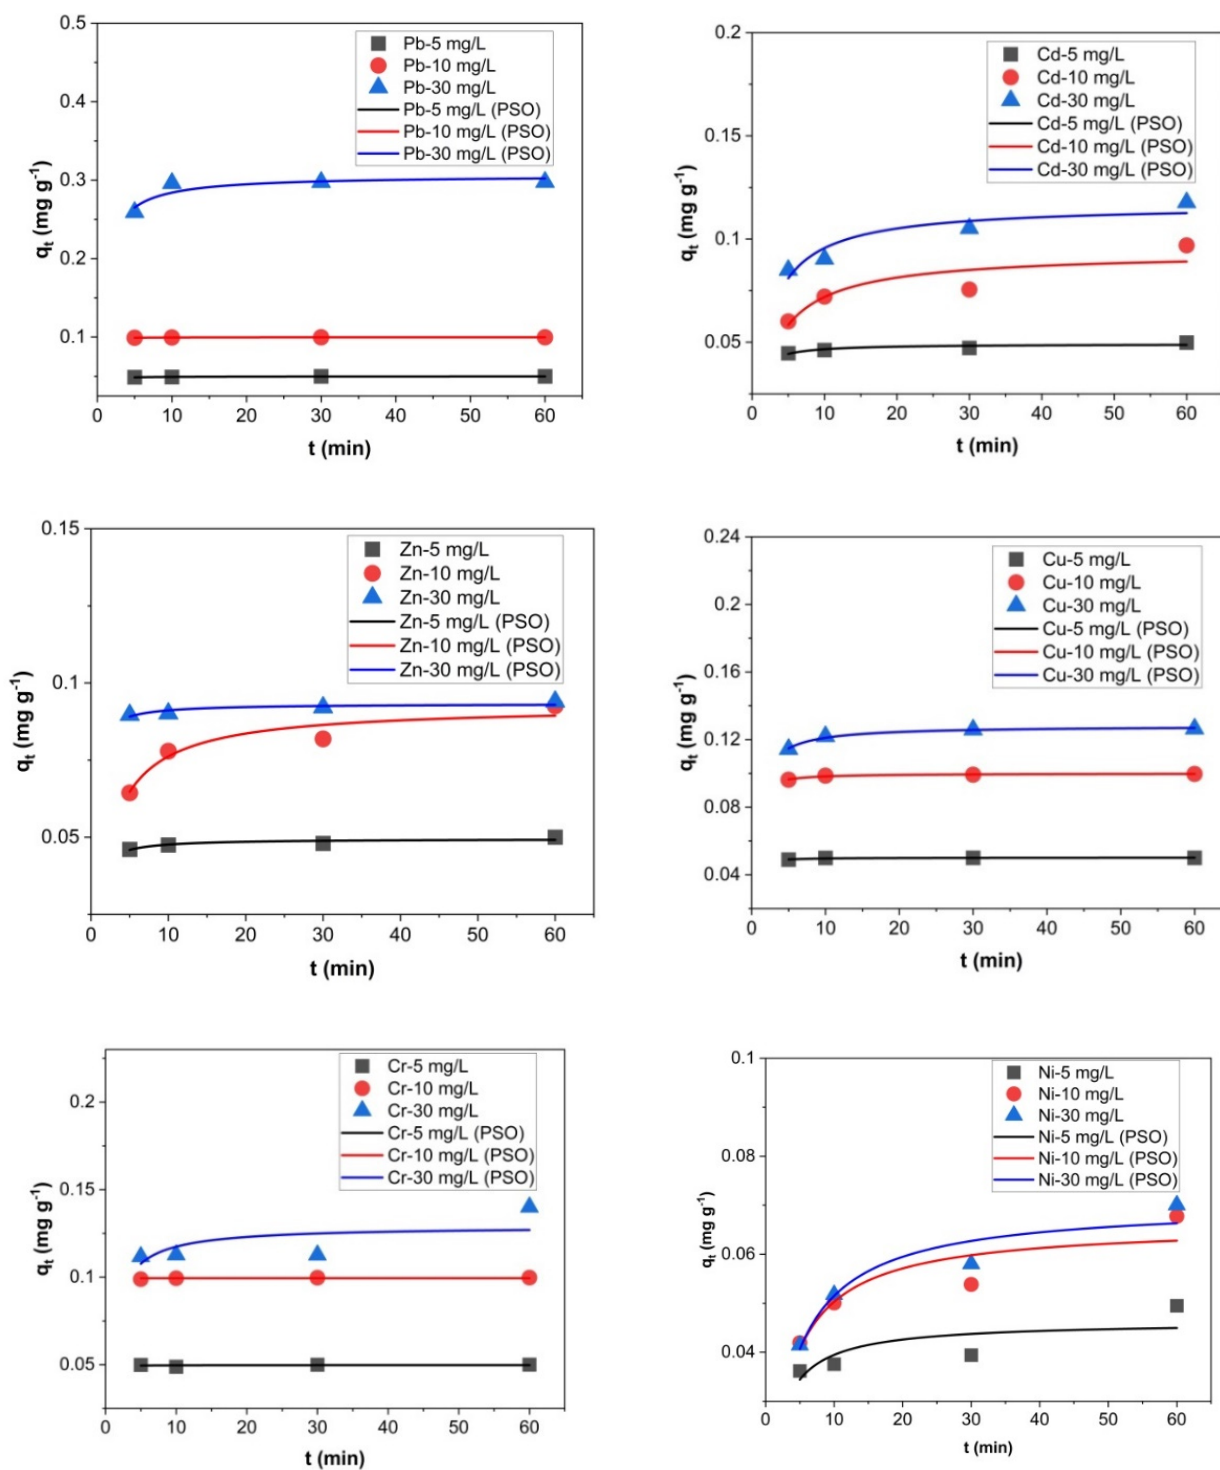 0.5
0.4
0.3
0.2
0.1
qt (mg g-1)
Pb-5 mg/L
Pb-10 mg/L
Pb-30 mg/L
Pb-5 mg/L (PSO)
Pb-10 mg/L (PSO)
Pb-30 mg/L (PSO)
0 10 20 30 40 50 60
t (min)
0.2
0.15
0.1
0.05
qt (mg g-1)
Cd-5 mg/L
Cd-10 mg/L
Cd-30 mg/L
Cd-5 mg/L (PSO)
Cd-10 mg/L (PSO)
Cd-30 mg/L (PSO)
0 10 20 30 40 50 60
t (min)
0.15
0.1
0.05
qt (mg g-1)
Zn-5 mg/L
Zn-10 mg/L
Zn-30 mg/L
Zn-5 mg/L (PSO)
Zn-10 mg/L (PSO)
Zn-30 mg/L (PSO)
0 10 20 30 40 50 60
t (min)
0.24
0.2
0.16
0.12
0.08
0.04
qt (mg g-1)
Cu-5 mg/L
Cu-10 mg/L
Cu-30 mg/L
Cu-5 mg/L (PSO)
Cu-10 mg/L (PSO)
Cu-30 mg/L (PSO)
0 10 20 30 40 50 60
t (min)
0.2
0.15
0.1
0.05
qt (mg g-1)
Cr-5 mg/L
Cr-10 mg/L
Cr-30 mg/L
Cr-5 mg/L (PSO)
Cr-10 mg/L (PSO)
Cr-30 mg/L (PSO)
0 10 20 30 40 50 60
t (min)
0.1
0.08
0.06
0.04
qt (mg g-1)
Ni-5 mg/L
Ni-10 mg/L
Ni-30 mg/L
Ni-5 mg/L (PSO)
Ni-10 mg/L (PSO)
Ni-30 mg/L (PSO)
0 10 20 30 40 50 60
t (min)